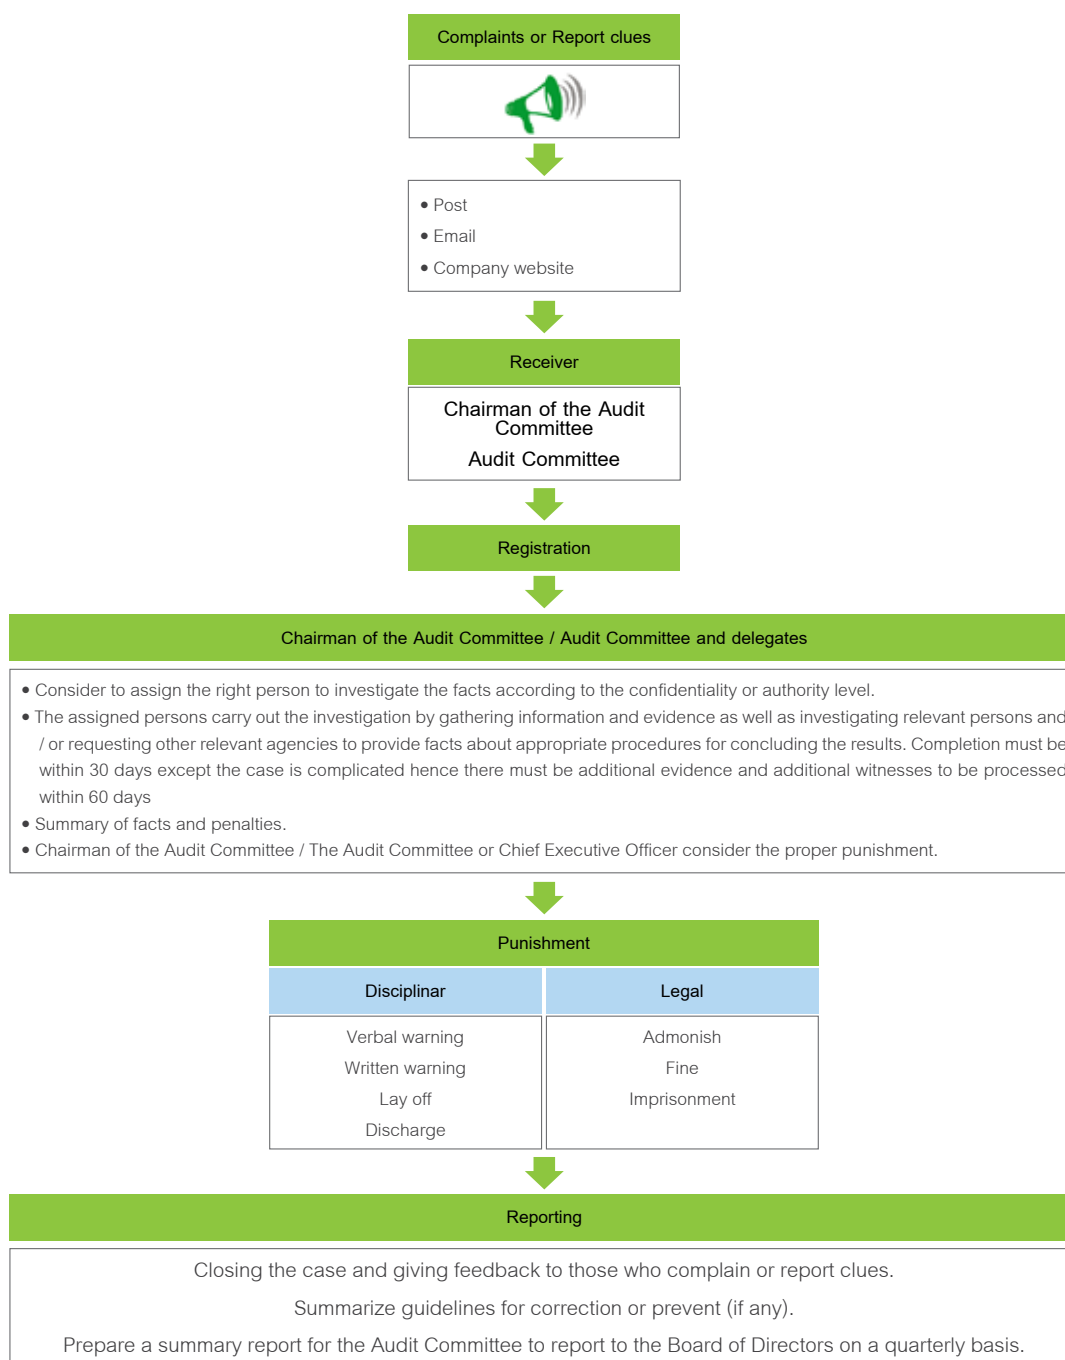 Complaints or Report clues
• Post
• Email
• Company website
Receiver
Chairman of the Audit
Committee
Audit Committee
Registration
Chairman of the Audit Committee / Audit Committee and delegates
• Consider to assign the right person to investigate the facts according to the confidentiality or authority level.
• The assigned persons carry out the investigation by gathering information and evidence as well as investigating relevant persons and
/ or requesting other relevant agencies to provide facts about appropriate procedures for concluding the results. Completion must be
within 30 days except the case is complicated hence there must be additional evidence and additional witnesses to be processed
within 60 days
• Summary of facts and penalties.
• Chairman of the Audit Committee / The Audit Committee or Chief Executive Officer consider the proper punishment.
Punishment
Disciplinar
Legal
Verbal warning
Written warning
Lay off
Discharge
Admonish
Fine
Imprisonment
Reporting
Closing the case and giving feedback to those who complain or report clues.
Summarize guidelines for correction or prevent (if any).
Prepare a summary report for the Audit Committee to report to the Board of Directors on a quarterly basis.